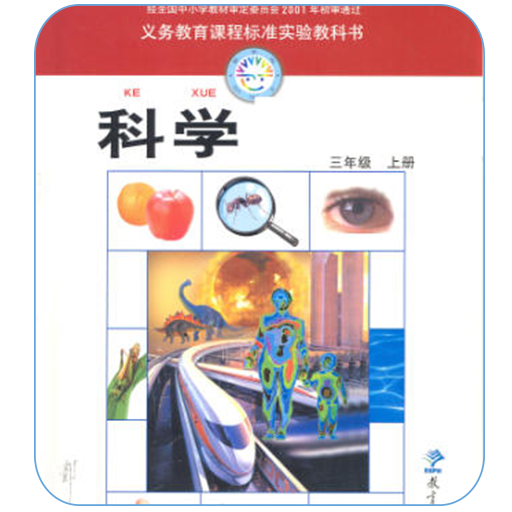 经全国中小学教材审定委员会2001年初审通过
义务教育课程标准实验教科书
KE XUE
科学
三年级 上册
ESPH
教育